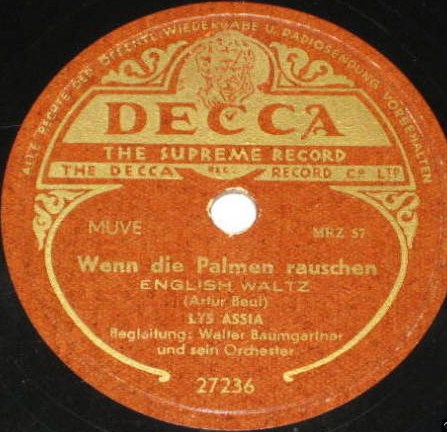 ALLE RECHTE DER ÖFFENTL. WIEDERGABE U. RADIOSENDUNG VORBEHALTEN
DECCA
THE SUPREME RECORD
THE DECCA RECORD Co LTD.
MUVE
MRZ 57
Wenn die Palmen rauschen
ENGLISH WALTZ
(Artur Beul)
LYS ASSIA
Begleitung: Walter Baumgartner
und sein Orchester
27236